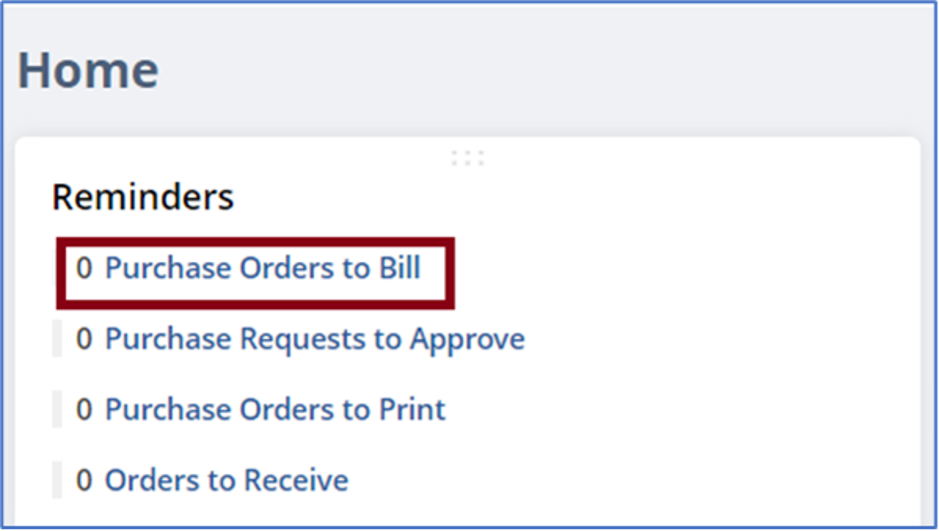 Home
Reminders
0 Purchase Orders to Bill
0 Purchase Requests to Approve
0 Purchase Orders to Print
0 Orders to Receive